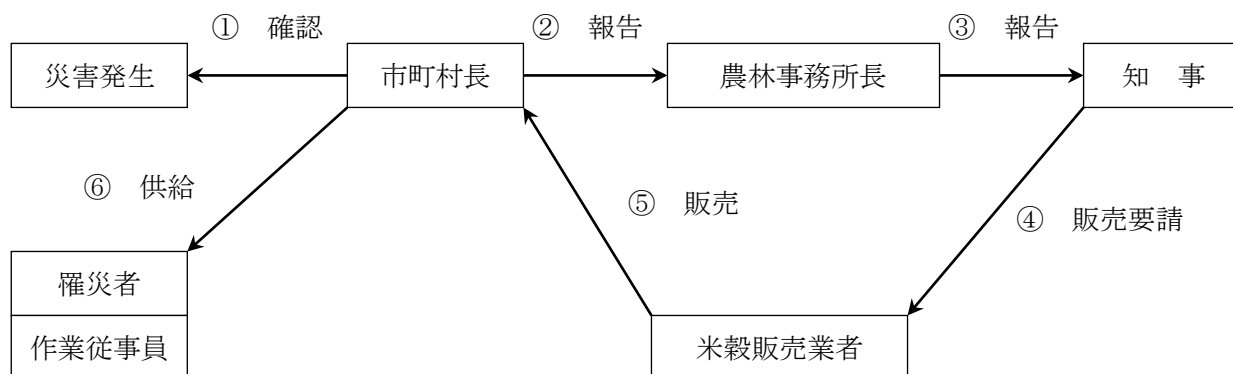 ① 確認
② 報告
③ 報告
災害発生
市町村長
農林事務所長
知 事
⑥ 供給
⑤ 販売
④ 販売要請
罹災者
作業従事員
米穀販売業者